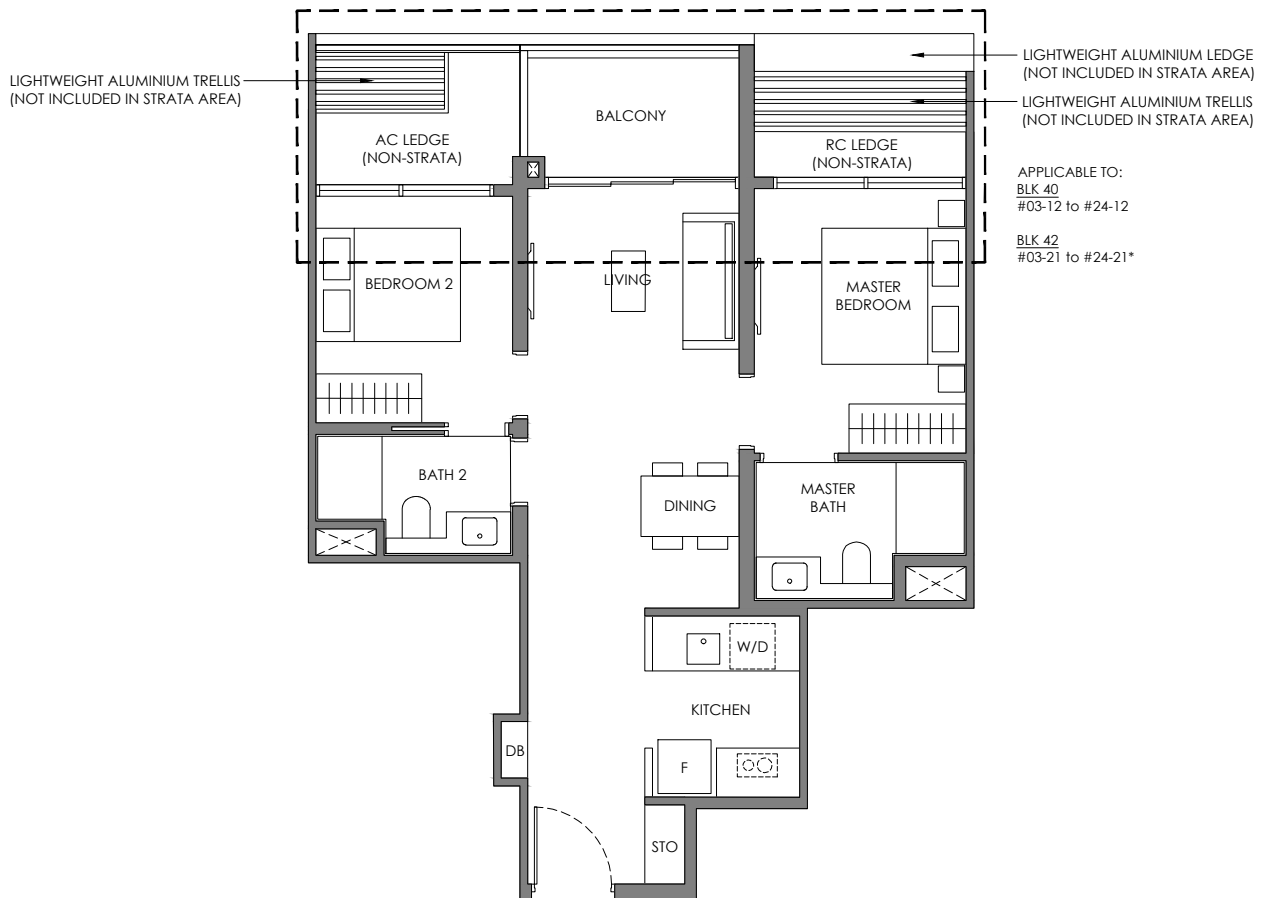 LIGHTWEIGHT ALUMINIUM TRELLIS
(NOT INCLUDED IN STRATA AREA)
LIGHTWEIGHT ALUMINIUM LEDGE
(NOT INCLUDED IN STRATA AREA)
LIGHTWEIGHT ALUMINIUM TRELLIS
(NOT INCLUDED IN STRATA AREA)
AC LEDGE
(NON-STRATA)
BALCONY
RC LEDGE
(NON-STRATA)
APPLICABLE TO:
BLK 40
#03-12 to #24-12
BLK 42
#03-21 to #24-21*
BEDROOM 2
LIVING
MASTER
BEDROOM
BATH 2
DINING
MASTER
BATH
W/D
KITCHEN
DB
F
STO